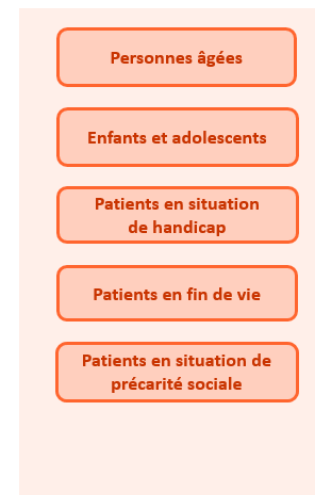 Personnes âgées
Enfants et adolescents
Patients en situation
de handicap
Patients en fin de vie
Patients en situation de
précarité sociale